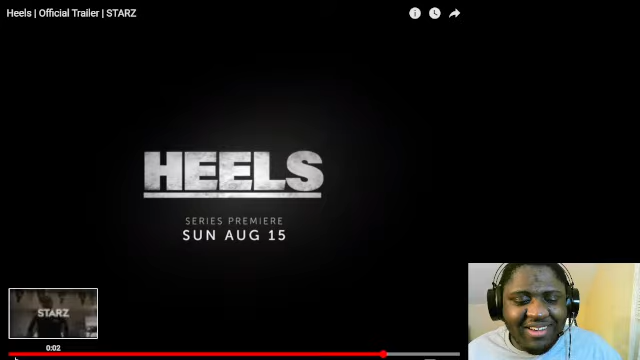 Heels | Official Trailer | STARZ
HEELS
SERIES PREMIERE
SUN AUG 15
STARZ
0:02